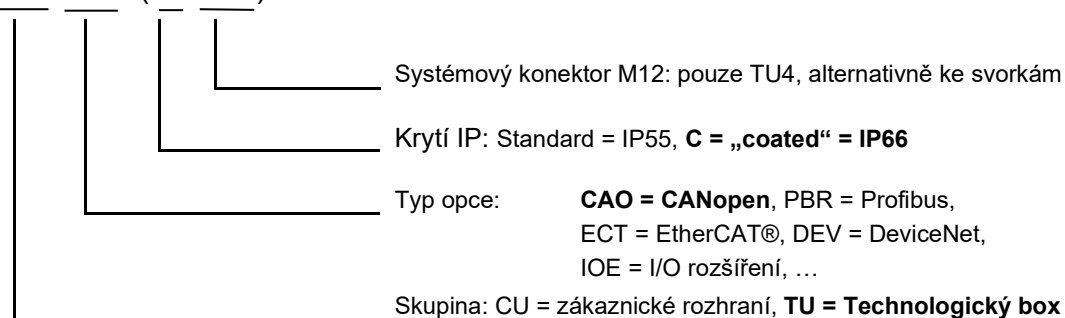 Systémový konektor M12: pouze TU4, alternativně ke svorkám
Krytí IP: Standard = IP55, C = „coated“ = IP66
Typ opce: CAO = CANopen, PBR = Profibus,
ECT = EtherCAT®, DEV = DeviceNet,
IOE = I/O rozšíření, …
Skupina: CU = zákaznické rozhraní, TU = Technologický box